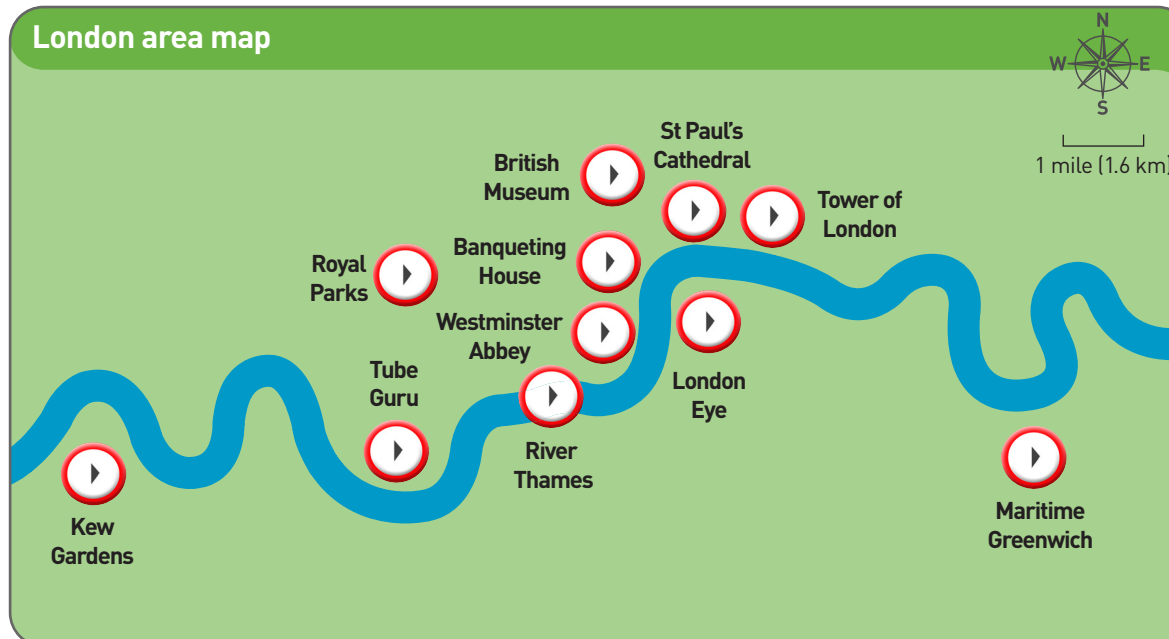 London area map
N
W
E
S
1 mile (1.6 km)
St Paul's
Cathedral
British
Museum
Tower of
London
Banqueting
House
Royal
Parks
Westminster
Abbey
Tube
Guru
London
Eye
River
Thames
Kew
Gardens
Maritime
Greenwich